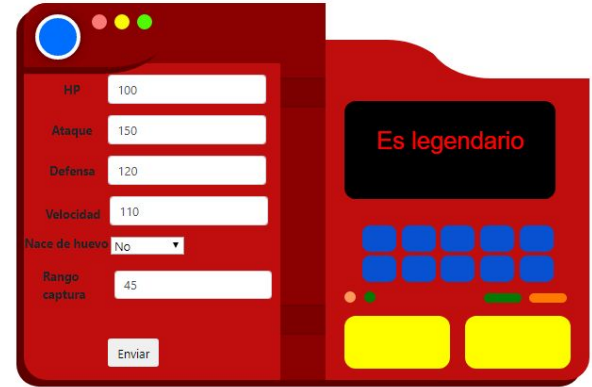 HP 100
Ataque 150
Es legendario
Defensa 120
Velocidad 110
Nace de huevo No
Rango
captura
45
Enviar